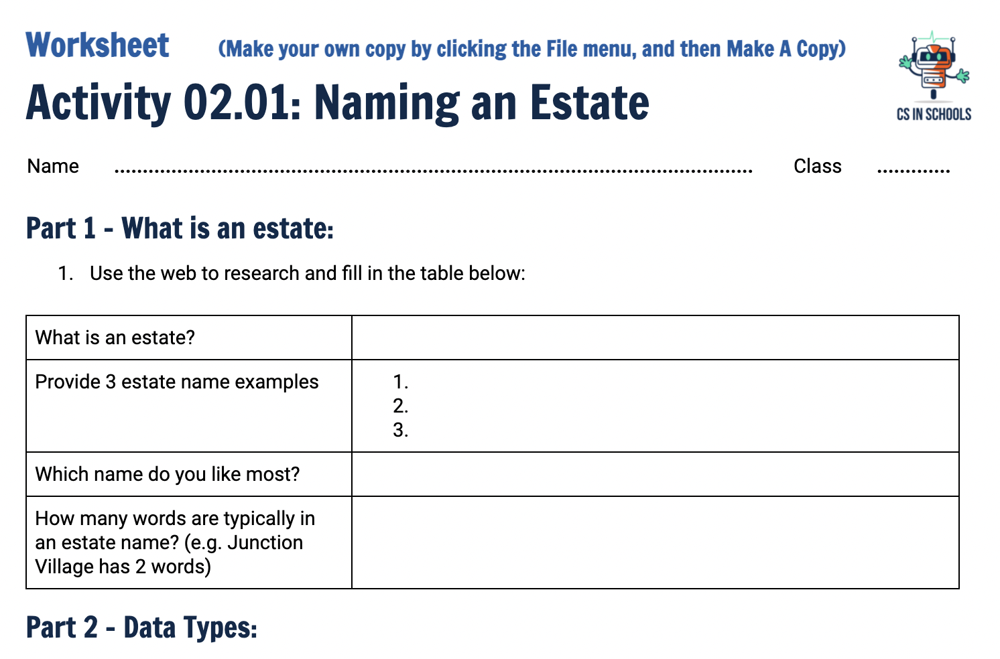 Worksheet (Make your own copy by clicking the File menu, and then Make A Copy)
CS IN SCHOOLS
Activity 02.01: Naming an Estate
Name ........................................................................................ Class .............
Part 1 - What is an estate:
1. Use the web to research and fill in the table below:
What is an estate?
Provide 3 estate name examples
1.
2.
3.
Which name do you like most?
How many words are typically in
an estate name? (e.g. Junction
Village has 2 words)
Part 2 - Data Types: